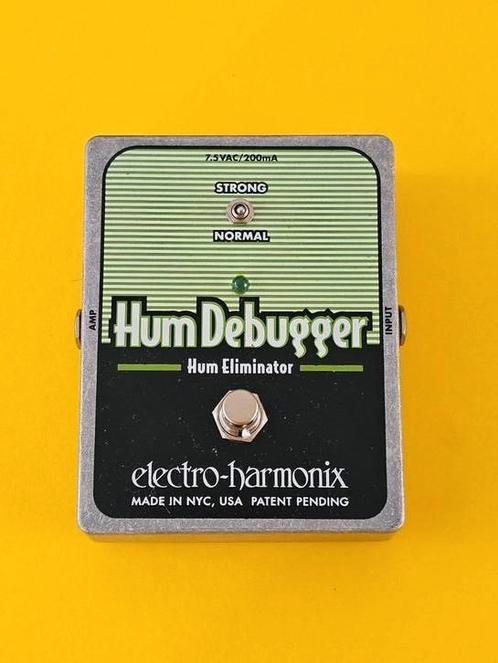 7.5VAC/200mA
STRONG
NORMAL
AMP
INPUT
Hum Debugger
Hum Eliminator
electro-harmonix
MADE IN NYC, USA PATENT PENDING